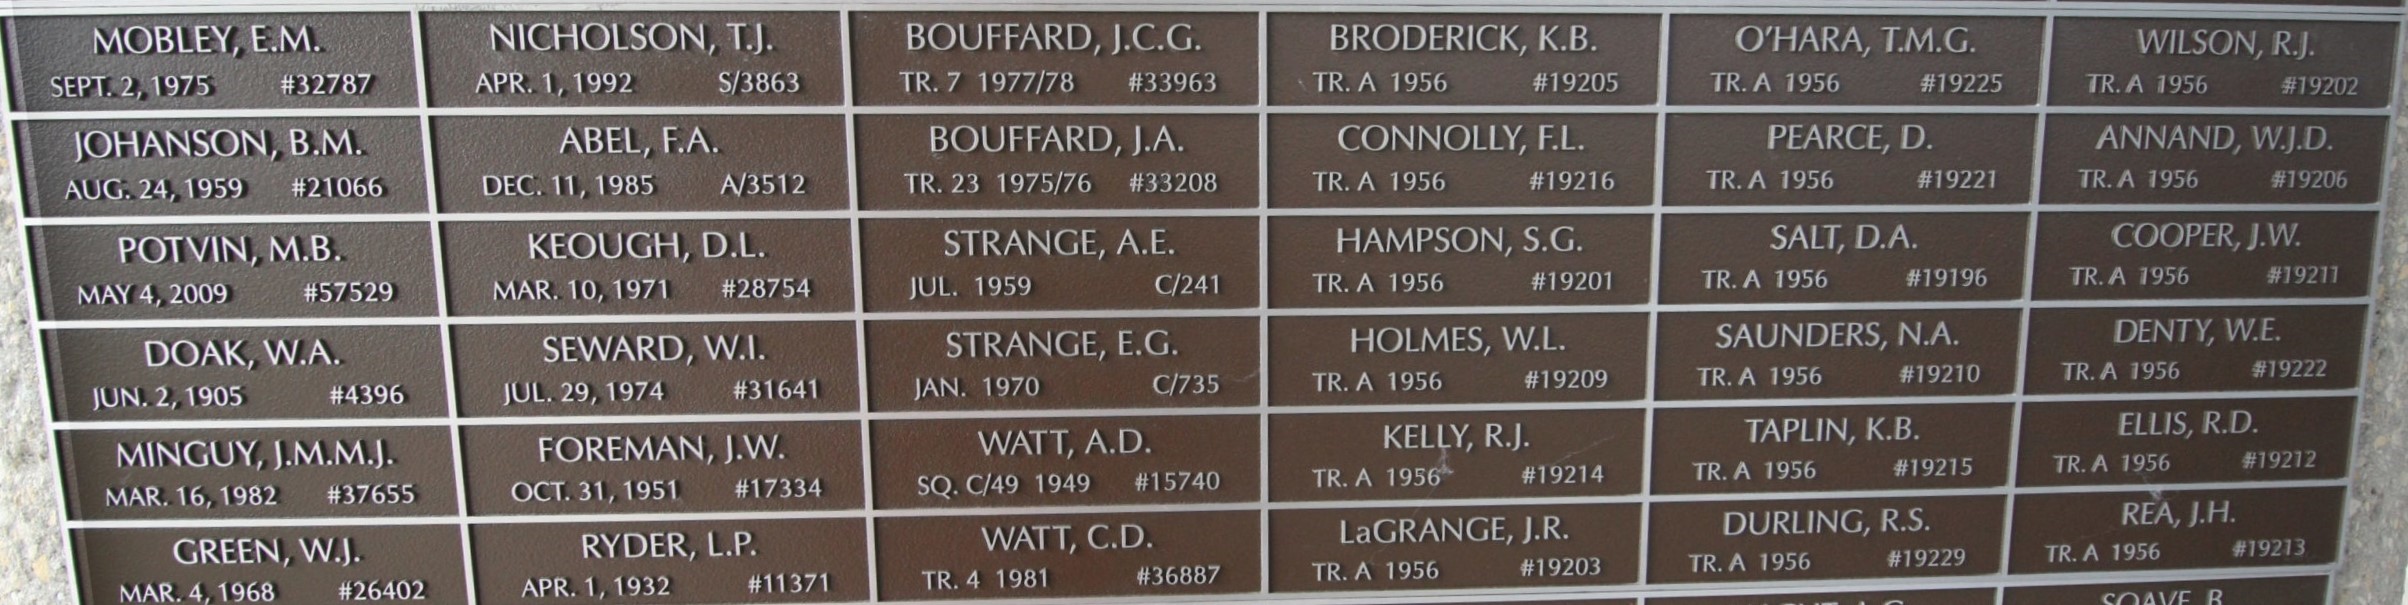 MOBLEY, E.M.
SEPT. 2, 1975 #32787
NICHOLSON, T.J.
APR. 1, 1992 S/3863
BOUFFARD, J.C.G.
TR. 7 1977/78 #33963
BRODERICK, K.B.
TR. A 1956 #19205
O'HARA, T.M.G.
TR. A 1956 #19225
WILSON, R.J.
TR. A 1956 #19202
JOHANSON, B.M.
AUG. 24, 1959 #21066
ABEL, F.A.
DEC. 11, 1985 A/3512
BOUFFARD, J.A.
TR. 23 1975/76 #33208
CONNOLLY, F.L.
TR. A 1956 #19216
PEARCE, D.
TR. A 1956 #19221
ANNAND, W.J.D.
TR. A 1956 #19206
POTVIN, M.B.
MAY 4, 2009 #57529
KEOUGH, D.L.
MAR. 10, 1971 #28754
STRANGE, A.E.
JUL. 1959 C/241
HAMPSON, S.G.
TR. A 1956 #19201
SALT, D.A.
TR. A 1956 #19196
COOPER, J.W.
TR. A 1956 #19211
DOAK, W.A.
JUN. 2, 1905 #4396
SEWARD, W.I.
JUL. 29, 1974 #31641
STRANGE, E.G.
JAN. 1970 C/735
HOLMES, W.L.
TR. A 1956 #19209
SAUNDERS, N.A.
TR. A 1956 #19210
DENTY, W.E.
TR. A 1956 #19222
MINGUY, J.M.M.J.
MAR. 16, 1982 #37655
FOREMAN, J.W.
OCT. 31, 1951 #17334
WATT, A.D.
SQ. C/49 1949 #15740
KELLY, R.J.
TR. A 1956 #19214
TAPLIN, K.B.
TR. A 1956 #19215
ELLIS, R.D.
TR. A 1956 #19212
GREEN, W.J.
MAR. 4, 1968 #26402
RYDER, L.P.
APR. 1, 1932 #11371
WATT, C.D.
TR. 4 1981 #36887
LaGRANGE, J.R.
TR. A 1956 #19203
DURLING, R.S.
TR. A 1956 #19229
REA, J.H.
TR. A 1956 #19213
SOAVE, B.